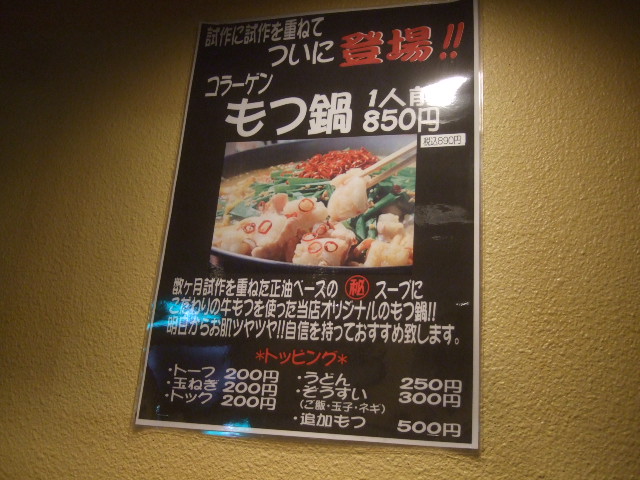 試作に試作を重ねて
ついに 登場!!
コラーゲン
もつ鍋 1人前
850円
税込890円
数ヶ月試作を重ねた正油ベースの ㊙ スープに
こだわりの牛もつを使った当店オリジナルのもつ鍋!!
明日からお肌ツヤツヤ!!自信を持っておすすめ致します。
*トッピング*
・トーフ 200円
・玉ねぎ 200円
・トック 200円
・うどん 250円
・ぞうすい 300円
(ご飯・玉子・ネギ)
・追加もつ 500円